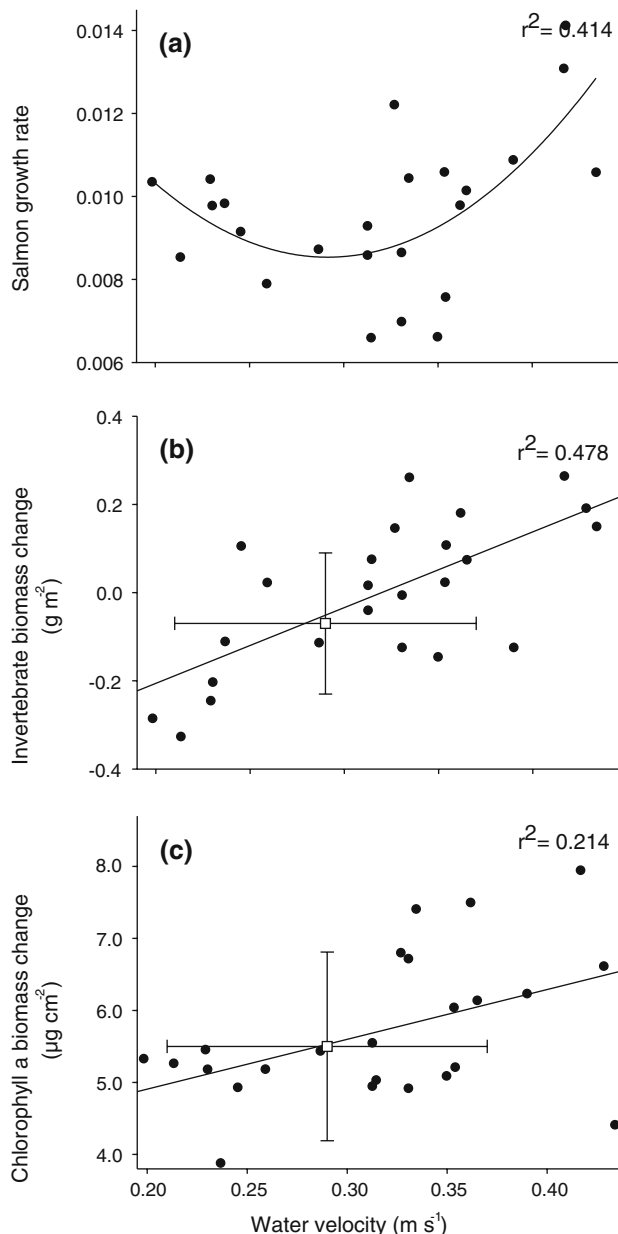 0.014
(a)
r² = 0.414
0.012
0.010
0.008
0.006
Salmon growth rate
0.4
(b)
r² = 0.478
0.2
0.0
-0.2
-0.4
Invertebrate biomass change
(g m⁻²)
(c)
r² = 0.214
8.0
7.0
6.0
5.0
4.0
Chlorophyll a biomass change
(µg cm⁻²)
0.20 0.25 0.30 0.35 0.40
Water velocity (m s⁻¹)